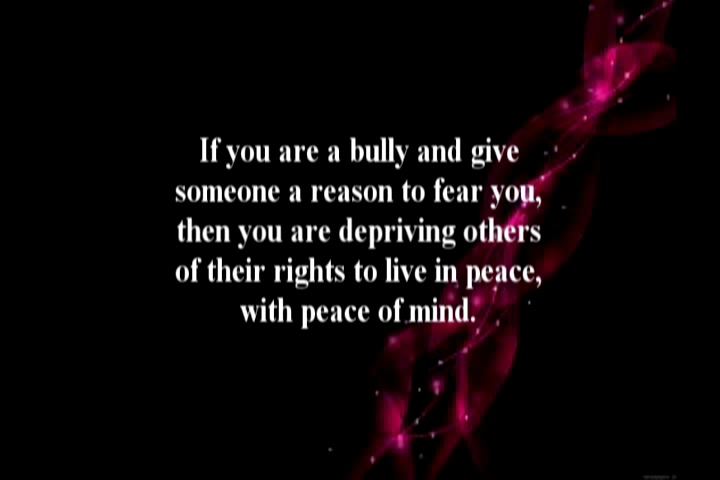 If you are a bully and give
someone a reason to fear you,
then you are depriving others
of their rights to live in peace,
with peace of mind.